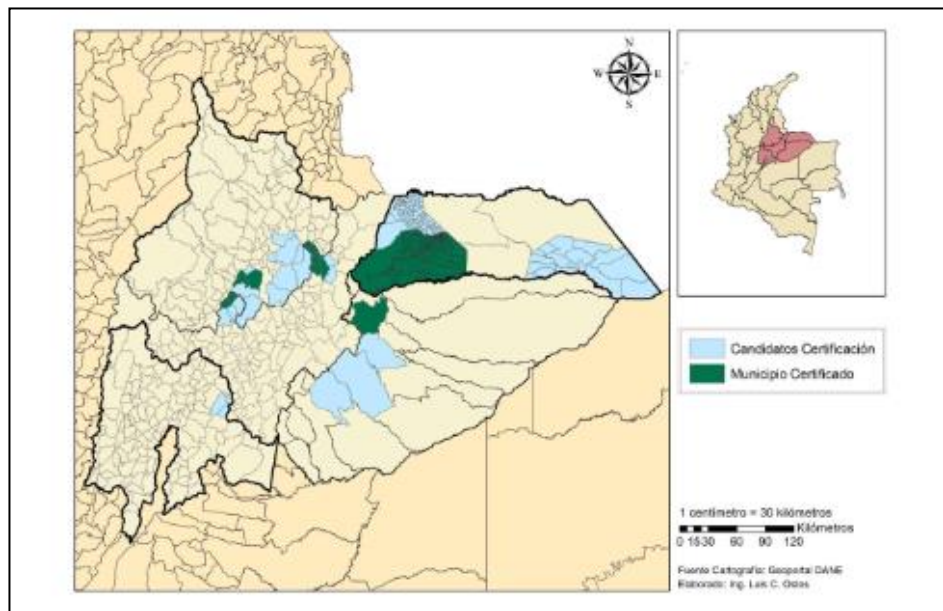 N
W E
S
Candidatos Certificación
Municipio Certificado
1 centímetro = 30 kilómetros
Kilómetros
0 15 30 60 90 120
Fuente Cartografía: Geoportal DANE
Elaborado: Ing. Luis C.